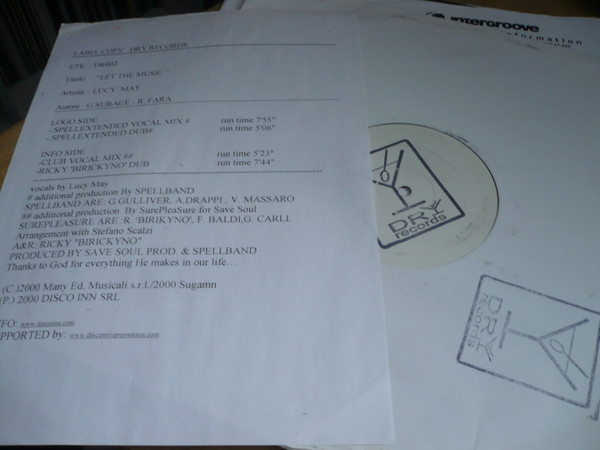 LABEL COPY: DRY RECORDS
ETK : DR002
Titolo "LET THE MUSIC"
Artista LUCY MAY
Autore G.SURACE - R. FARA
LOGO SIDE
- SPELLEXTENDED VOCAL MIX # run time 7'55"
- SPELLEXTENDED DUB# run time 5'06"
INFO SIDE
-CLUB VOCAL MIX ## run time 5'23"
-RICKY 'BIRICKYNO' DUB run time 7'44"
vocals by Lucy May
# additional production By SPELLBAND
SPELLBAND ARE: G.GULLIVER, A,DRAPPI , V. MASSARO
## additional production By SurePleaSure for Save Soul
SUREPLEASURE ARE :R. 'BIRIKYNO', F. BALDI,G. CARLI.
Arrangement with Stefano Scalzi
A&R: RICKY "BIRICKYNO"
PRODUCED BY SAVE SOUL PROD. & SPELLBAND
Thanks to God for everything He makes in our life…
(C.)2000 Many Ed. Musicali s.r.l./2000 Sugamn
(P.) 2000 DISCO INN SRL
NFO: www.discoinn.com
PPORTED by:
intergroove
formation
DRY
records
DRY
records